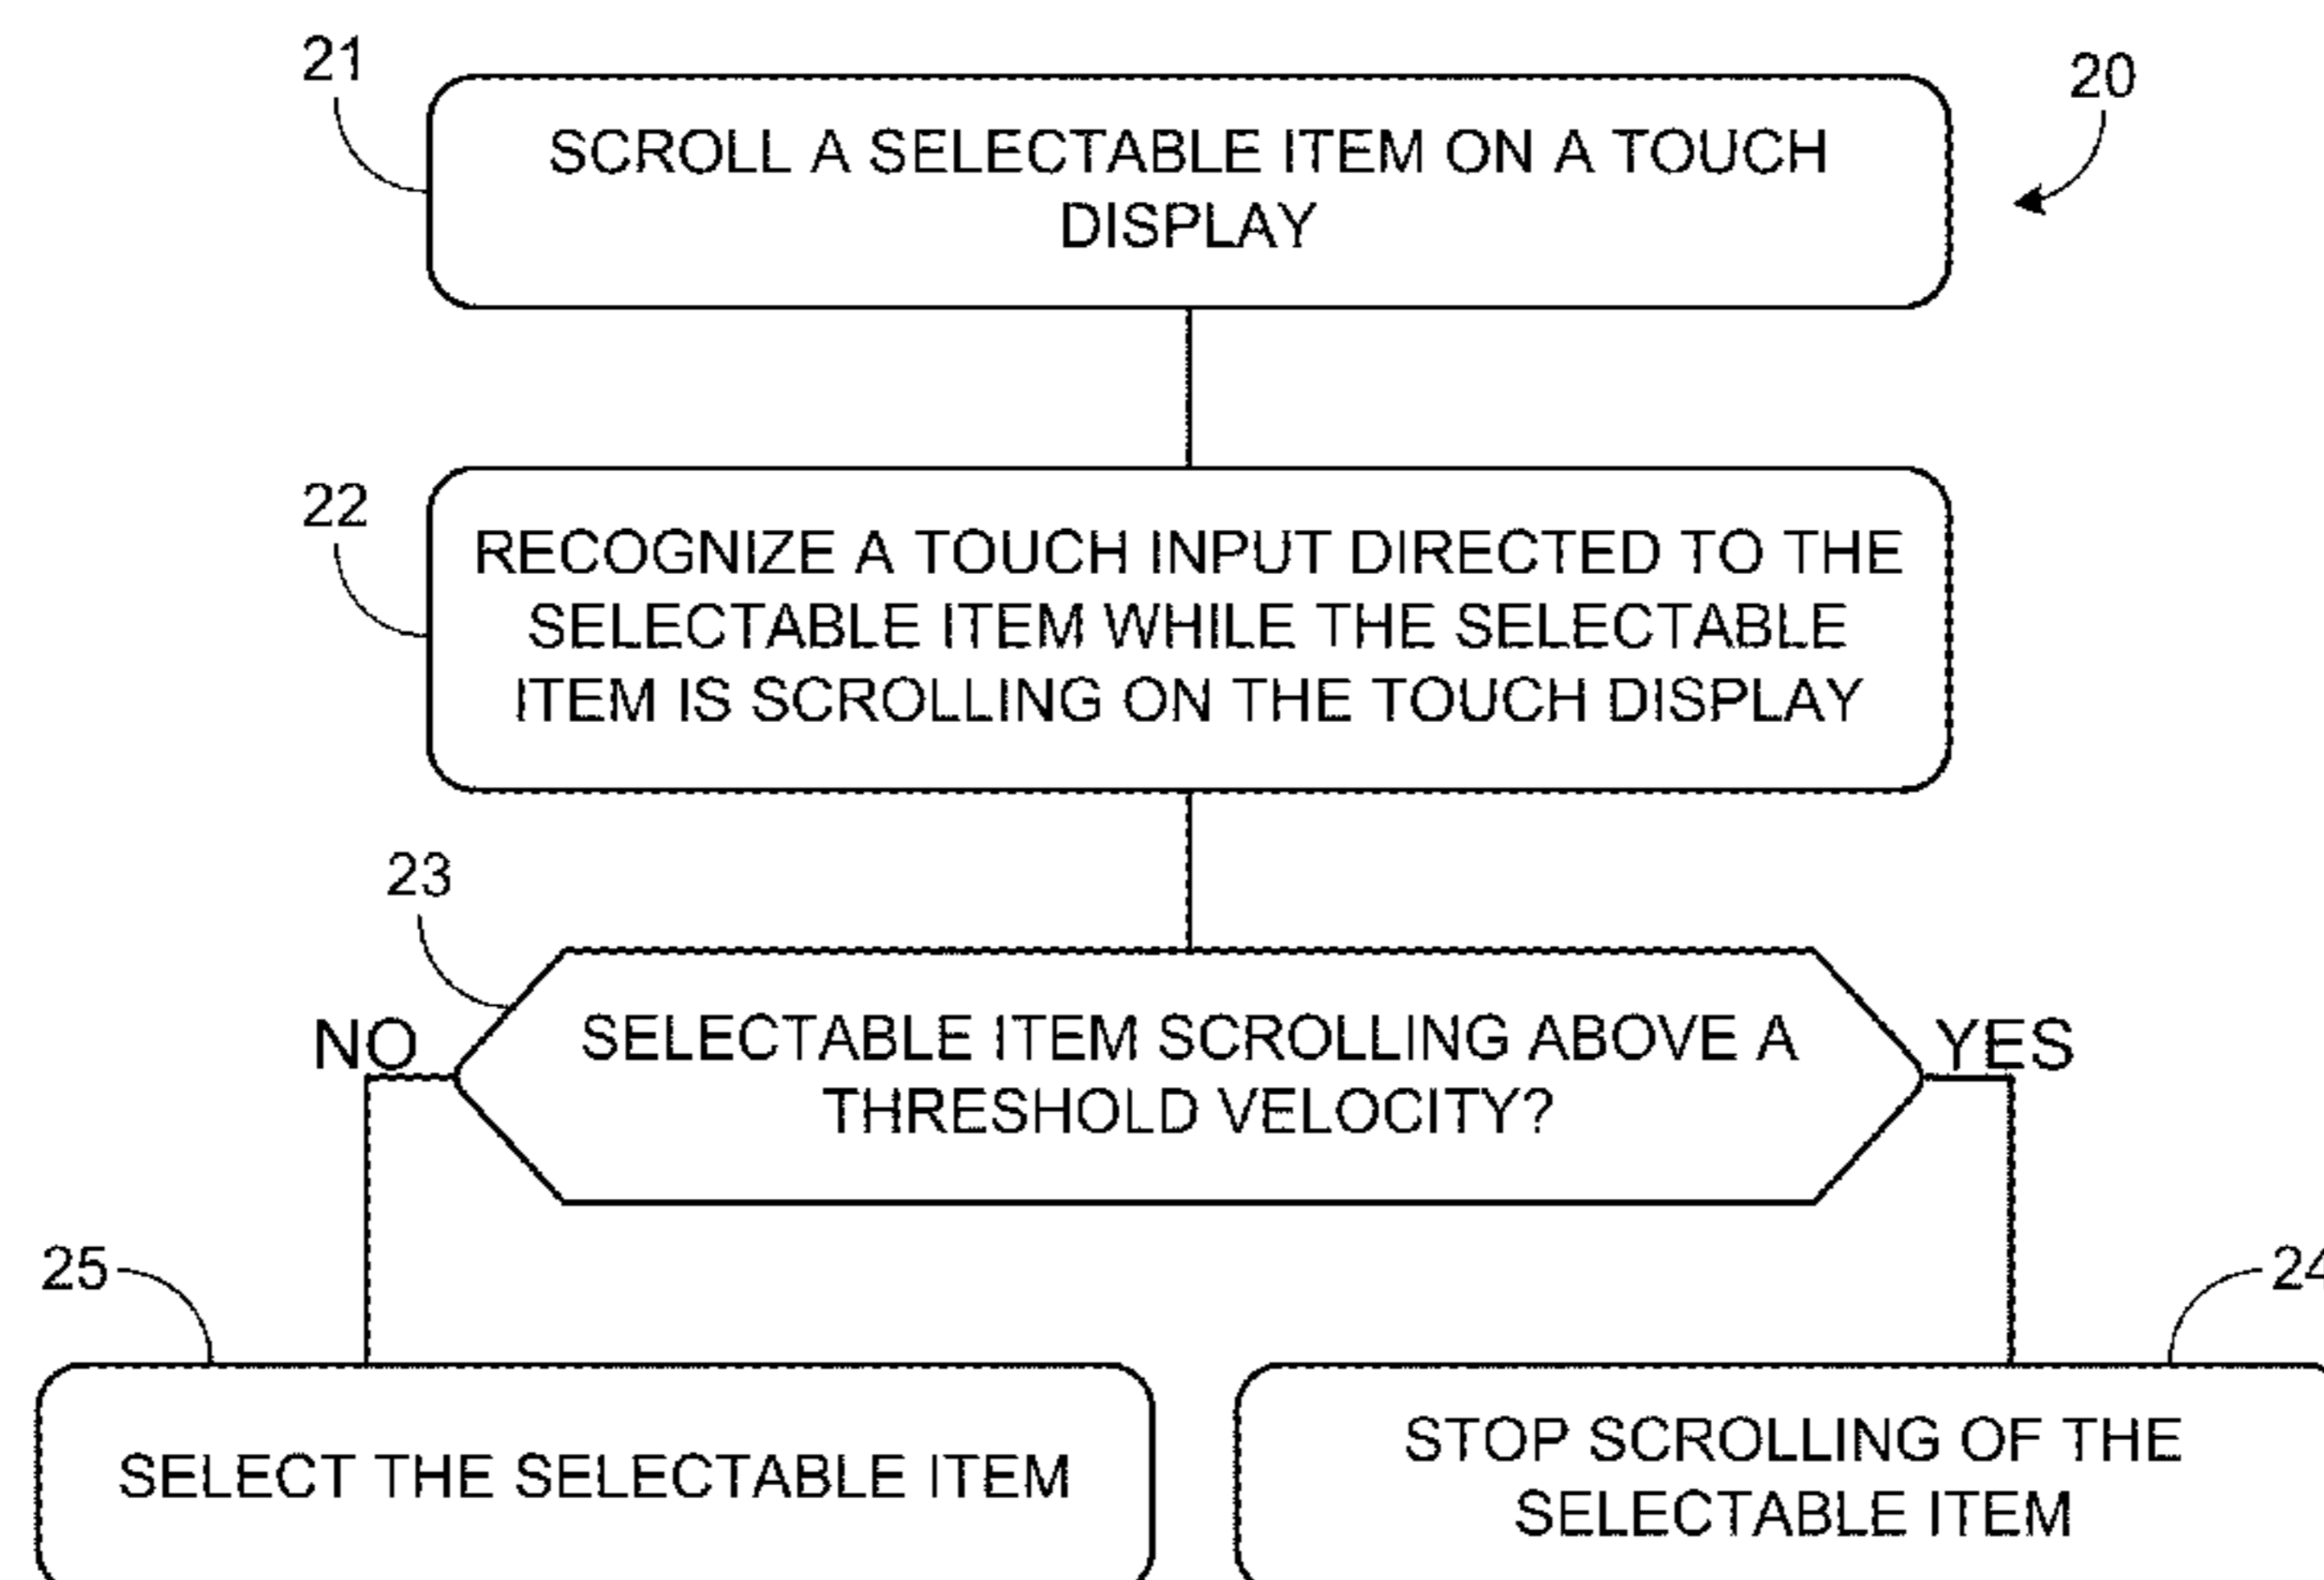 21
20
SCROLL A SELECTABLE ITEM ON A TOUCH
DISPLAY
22
RECOGNIZE A TOUCH INPUT DIRECTED TO THE
SELECTABLE ITEM WHILE THE SELECTABLE
ITEM IS SCROLLING ON THE TOUCH DISPLAY
23
NO
SELECTABLE ITEM SCROLLING ABOVE A
THRESHOLD VELOCITY?
YES
25
24
SELECT THE SELECTABLE ITEM
STOP SCROLLING OF THE
SELECTABLE ITEM